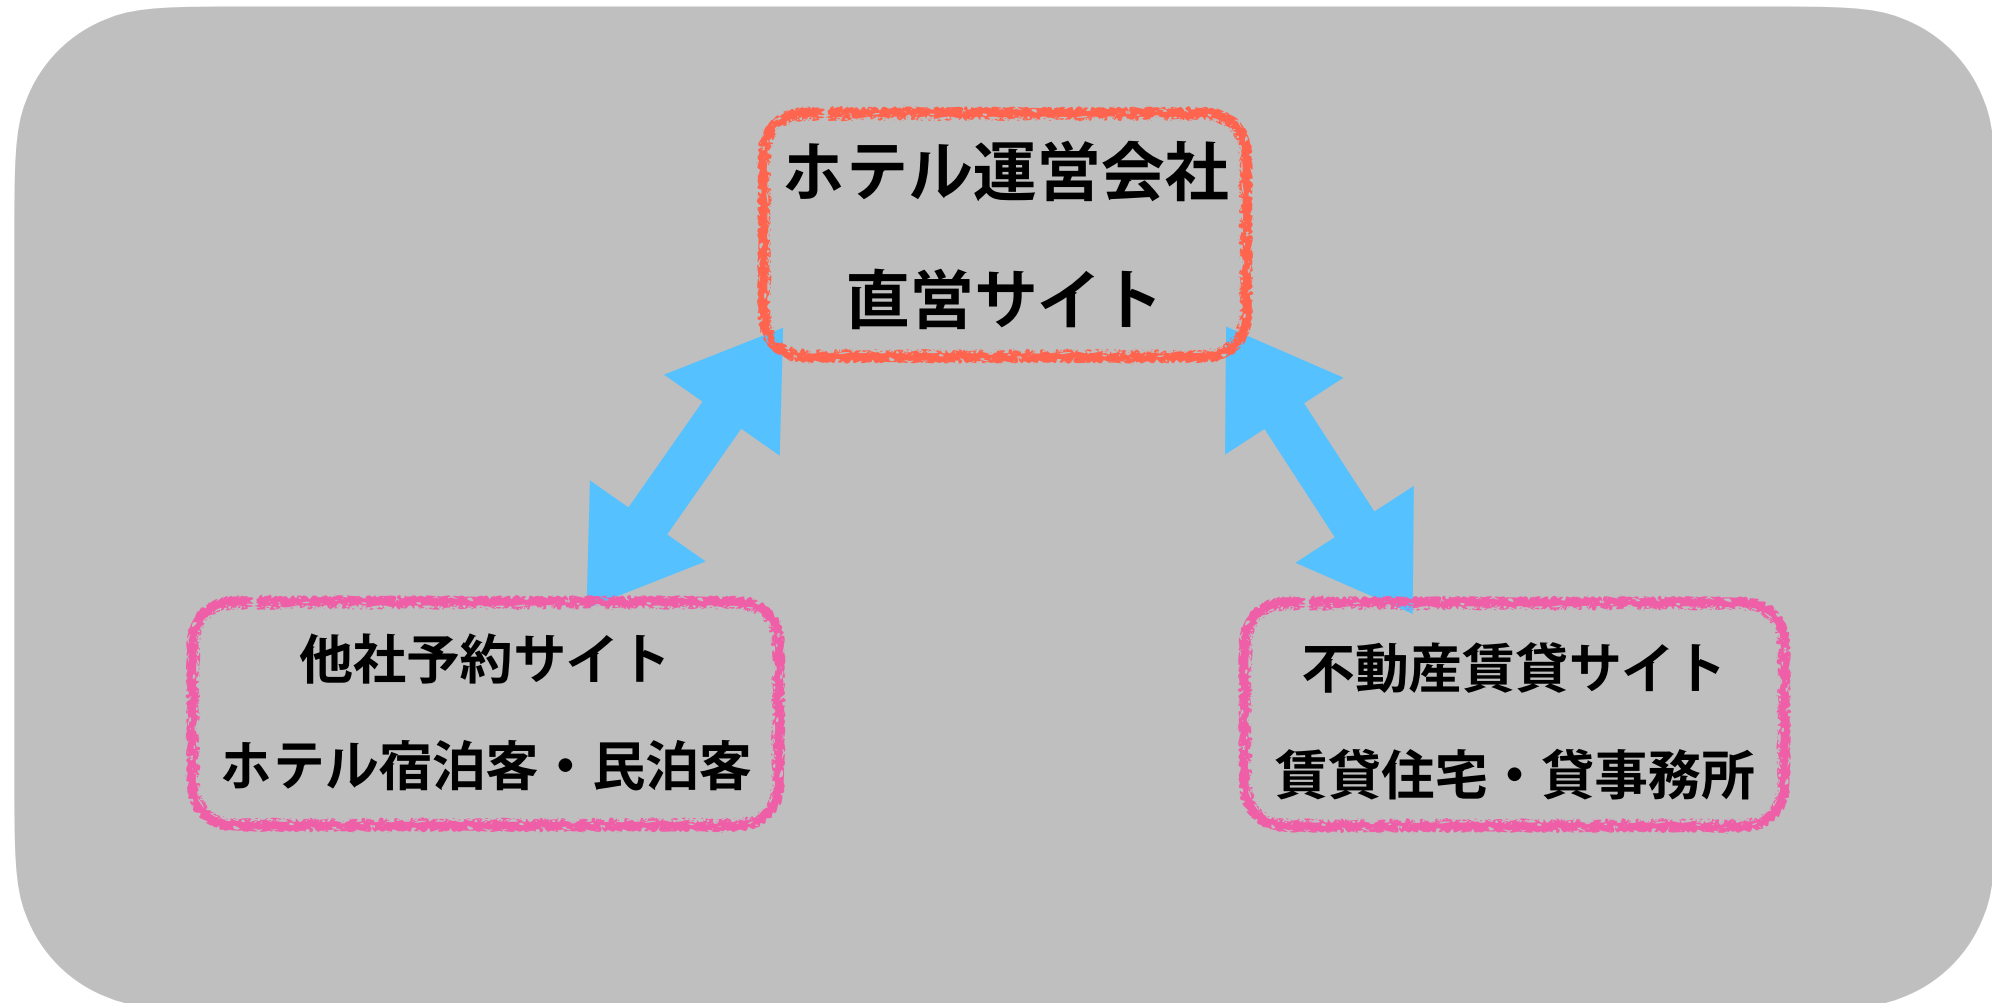 ホテル運営会社
直営サイト
他社予約サイト
ホテル宿泊客・民泊客
不動産賃貸サイト
賃貸住宅・貸事務所